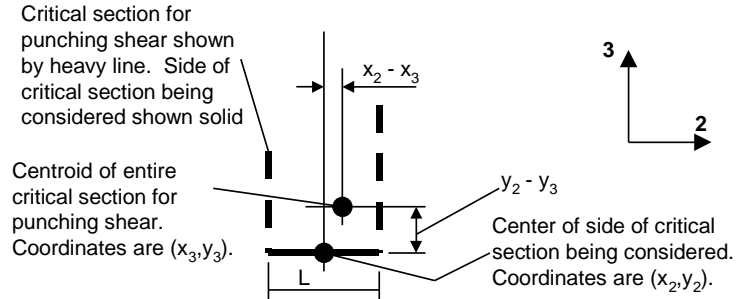 Critical section for
punching shear shown
by heavy line.  Side of
critical section being
considered shown solid
x₂ - x₃
3
2
Centroid of entire
critical section for
punching shear.
Coordinates are (x₃,y₃).
y₂ - y₃
Center of side of critical
section being considered.
Coordinates are (x₂,y₂).
L